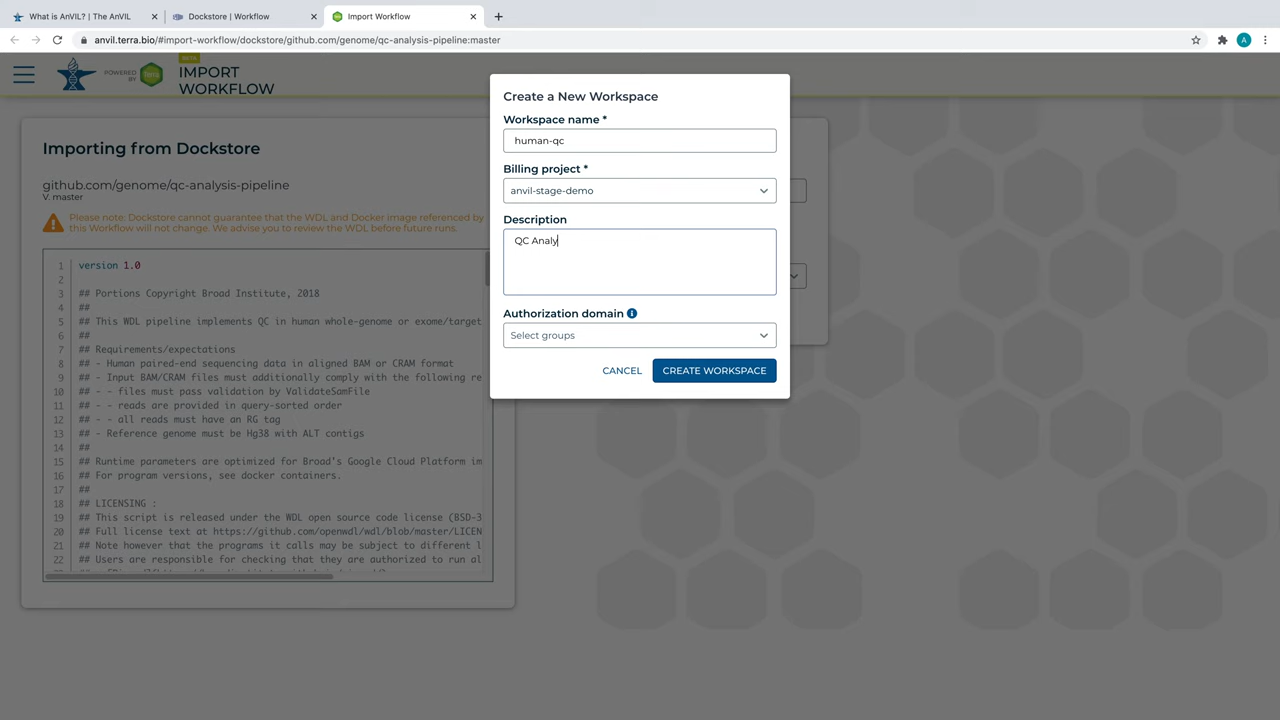 What is AnVIL? | The AnVIL
Dockstore | Workflow
Import Workflow
anvil.terra.bio/#import-workflow/dockstore/github.com/genome/qc-analysis-pipeline:master
A
POWERED BY
Terra
BETA
IMPORT
WORKFLOW
Importing from Dockstore
github.com/genome/qc-analysis-pipeline
V. master
Please note: Dockstore cannot guarantee that the WDL and Docker image referenced by
this Workflow will not change. We advise you to review the WDL before future runs.
1 version 1.0
2
3 ## Portions Copyright Broad Institute, 2018
4 ##
5 ## This WDL pipeline implements QC in human whole-genome or exome/target
6 ##
7 ## Requirements/expectations
8 ## - Human paired-end sequencing data in aligned BAM or CRAM format
9 ## - Input BAM/CRAM files must additionally comply with the following re
10 ## - - files must pass validation by ValidateSamFile
11 ## - - reads are provided in query-sorted order
12 ## - - all reads must have an RG tag
13 ## - Reference genome must be Hg38 with ALT contigs
14 ##
15 ## Runtime parameters are optimized for Broad's Google Cloud Platform im
16 ## For program versions, see docker containers.
17 ##
18 ## LICENSING :
19 ## This script is released under the WDL open source code license (BSD-3
20 ## Full license text at https://github.com/openwdl/wdl/blob/master/LICEN
21 ## Note however that the programs it calls may be subject to different l
22 ## Users are responsible for checking that they are authorized to run al
Create a New Workspace
Workspace name *
human-qc
Billing project *
anvil-stage-demo
Description
QC Analy
Authorization domain
Select groups
CANCEL
CREATE WORKSPACE